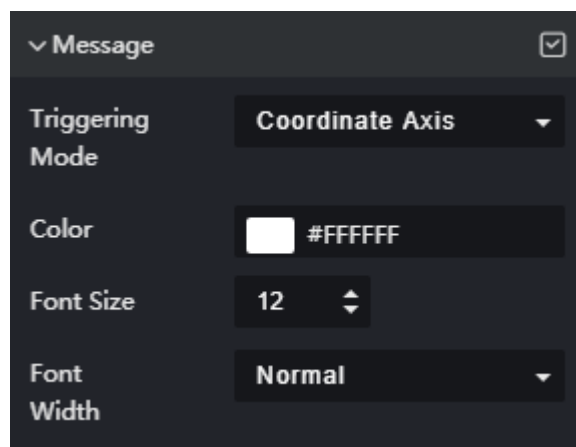 Message
Triggering Mode
Coordinate Axis
Color
#FFFFFF
Font Size
12
Font Width
Normal